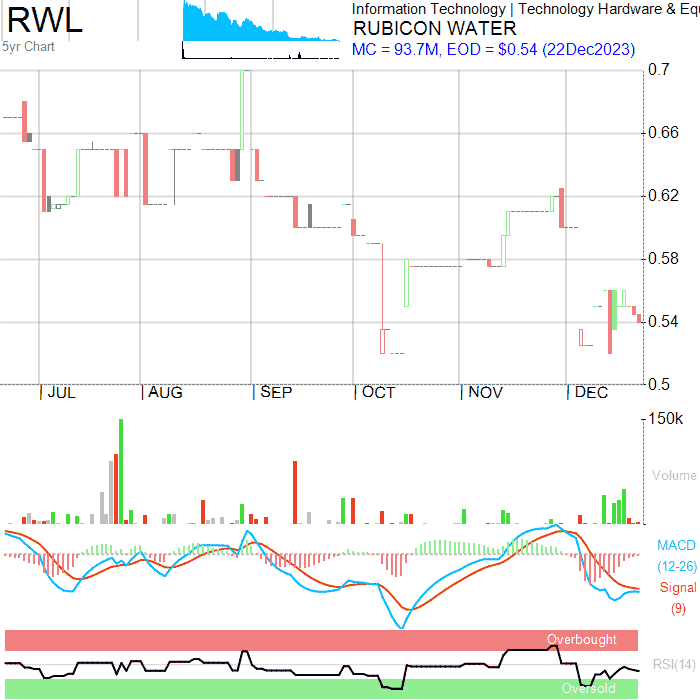 RWL
5yr Chart
Information Technology | Technology Hardware & Equ
RUBICON WATER
MC = 93.7M, EOD = $0.54 (22Dec2023)
0.7
0.66
0.62
0.58
0.54
0.5
JUL AUG SEP OCT NOV DEC
150k
Volume
MACD
(12-26)
Signal
(9)
Overbought
RSI(14)
Oversold